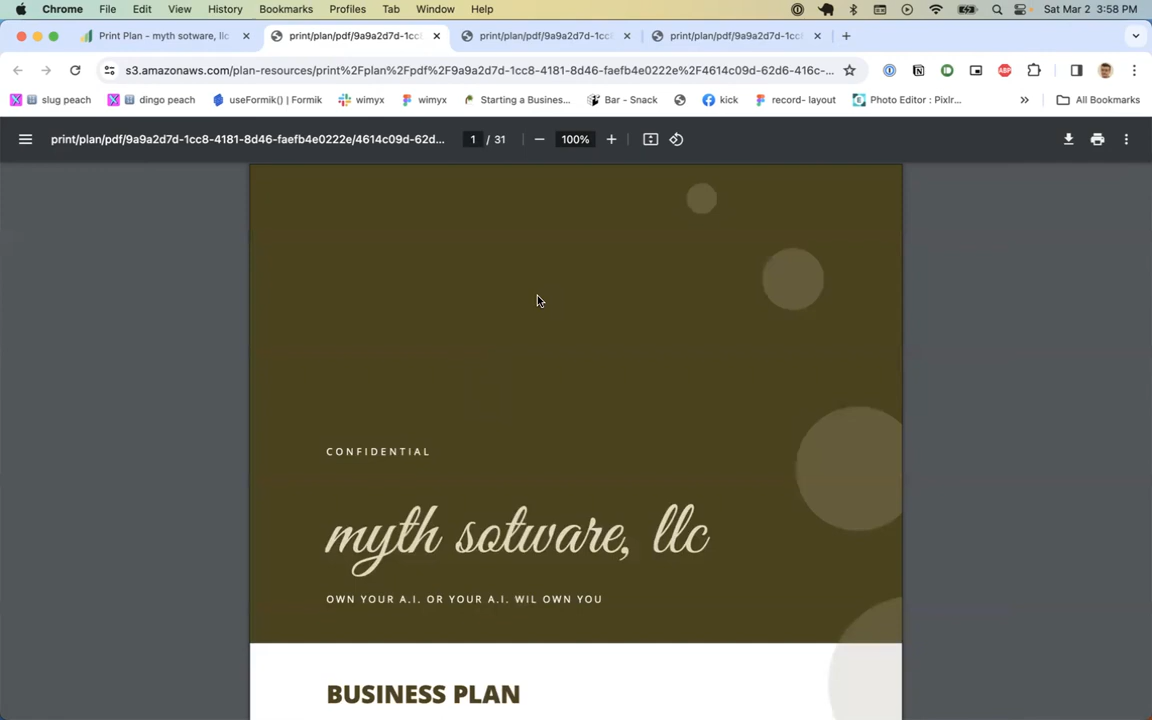 Chrome File Edit View History Bookmarks Profiles Tab Window Help Sat Mar 2 3:58 PM
Print Plan - myth sotware, llc print/plan/pdf/9a9a2d7d-1cc8 print/plan/pdf/9a9a2d7d-1cc8 print/plan/pdf/9a9a2d7d-1cc8
s3.amazonaws.com/plan-resources/print%2Fplan%2Fpdf%2F9a9a2d7d-1cc8-4181-8d46-faefb4e0222e%2F4614c09d-62d6-416c-...
slug peach dingo peach useFormik() | Formik wimyx wimyx Starting a Busines... Bar - Snack kick record- layout Photo Editor : Pixlr... » All Bookmarks
print/plan/pdf/9a9a2d7d-1cc8-4181-8d46-faefb4e0222e/4614c09d-62d... 1 / 31 100%
CONFIDENTIAL
myth sotware, llc
OWN YOUR A.I. OR YOUR A.I. WIL OWN YOU
BUSINESS PLAN